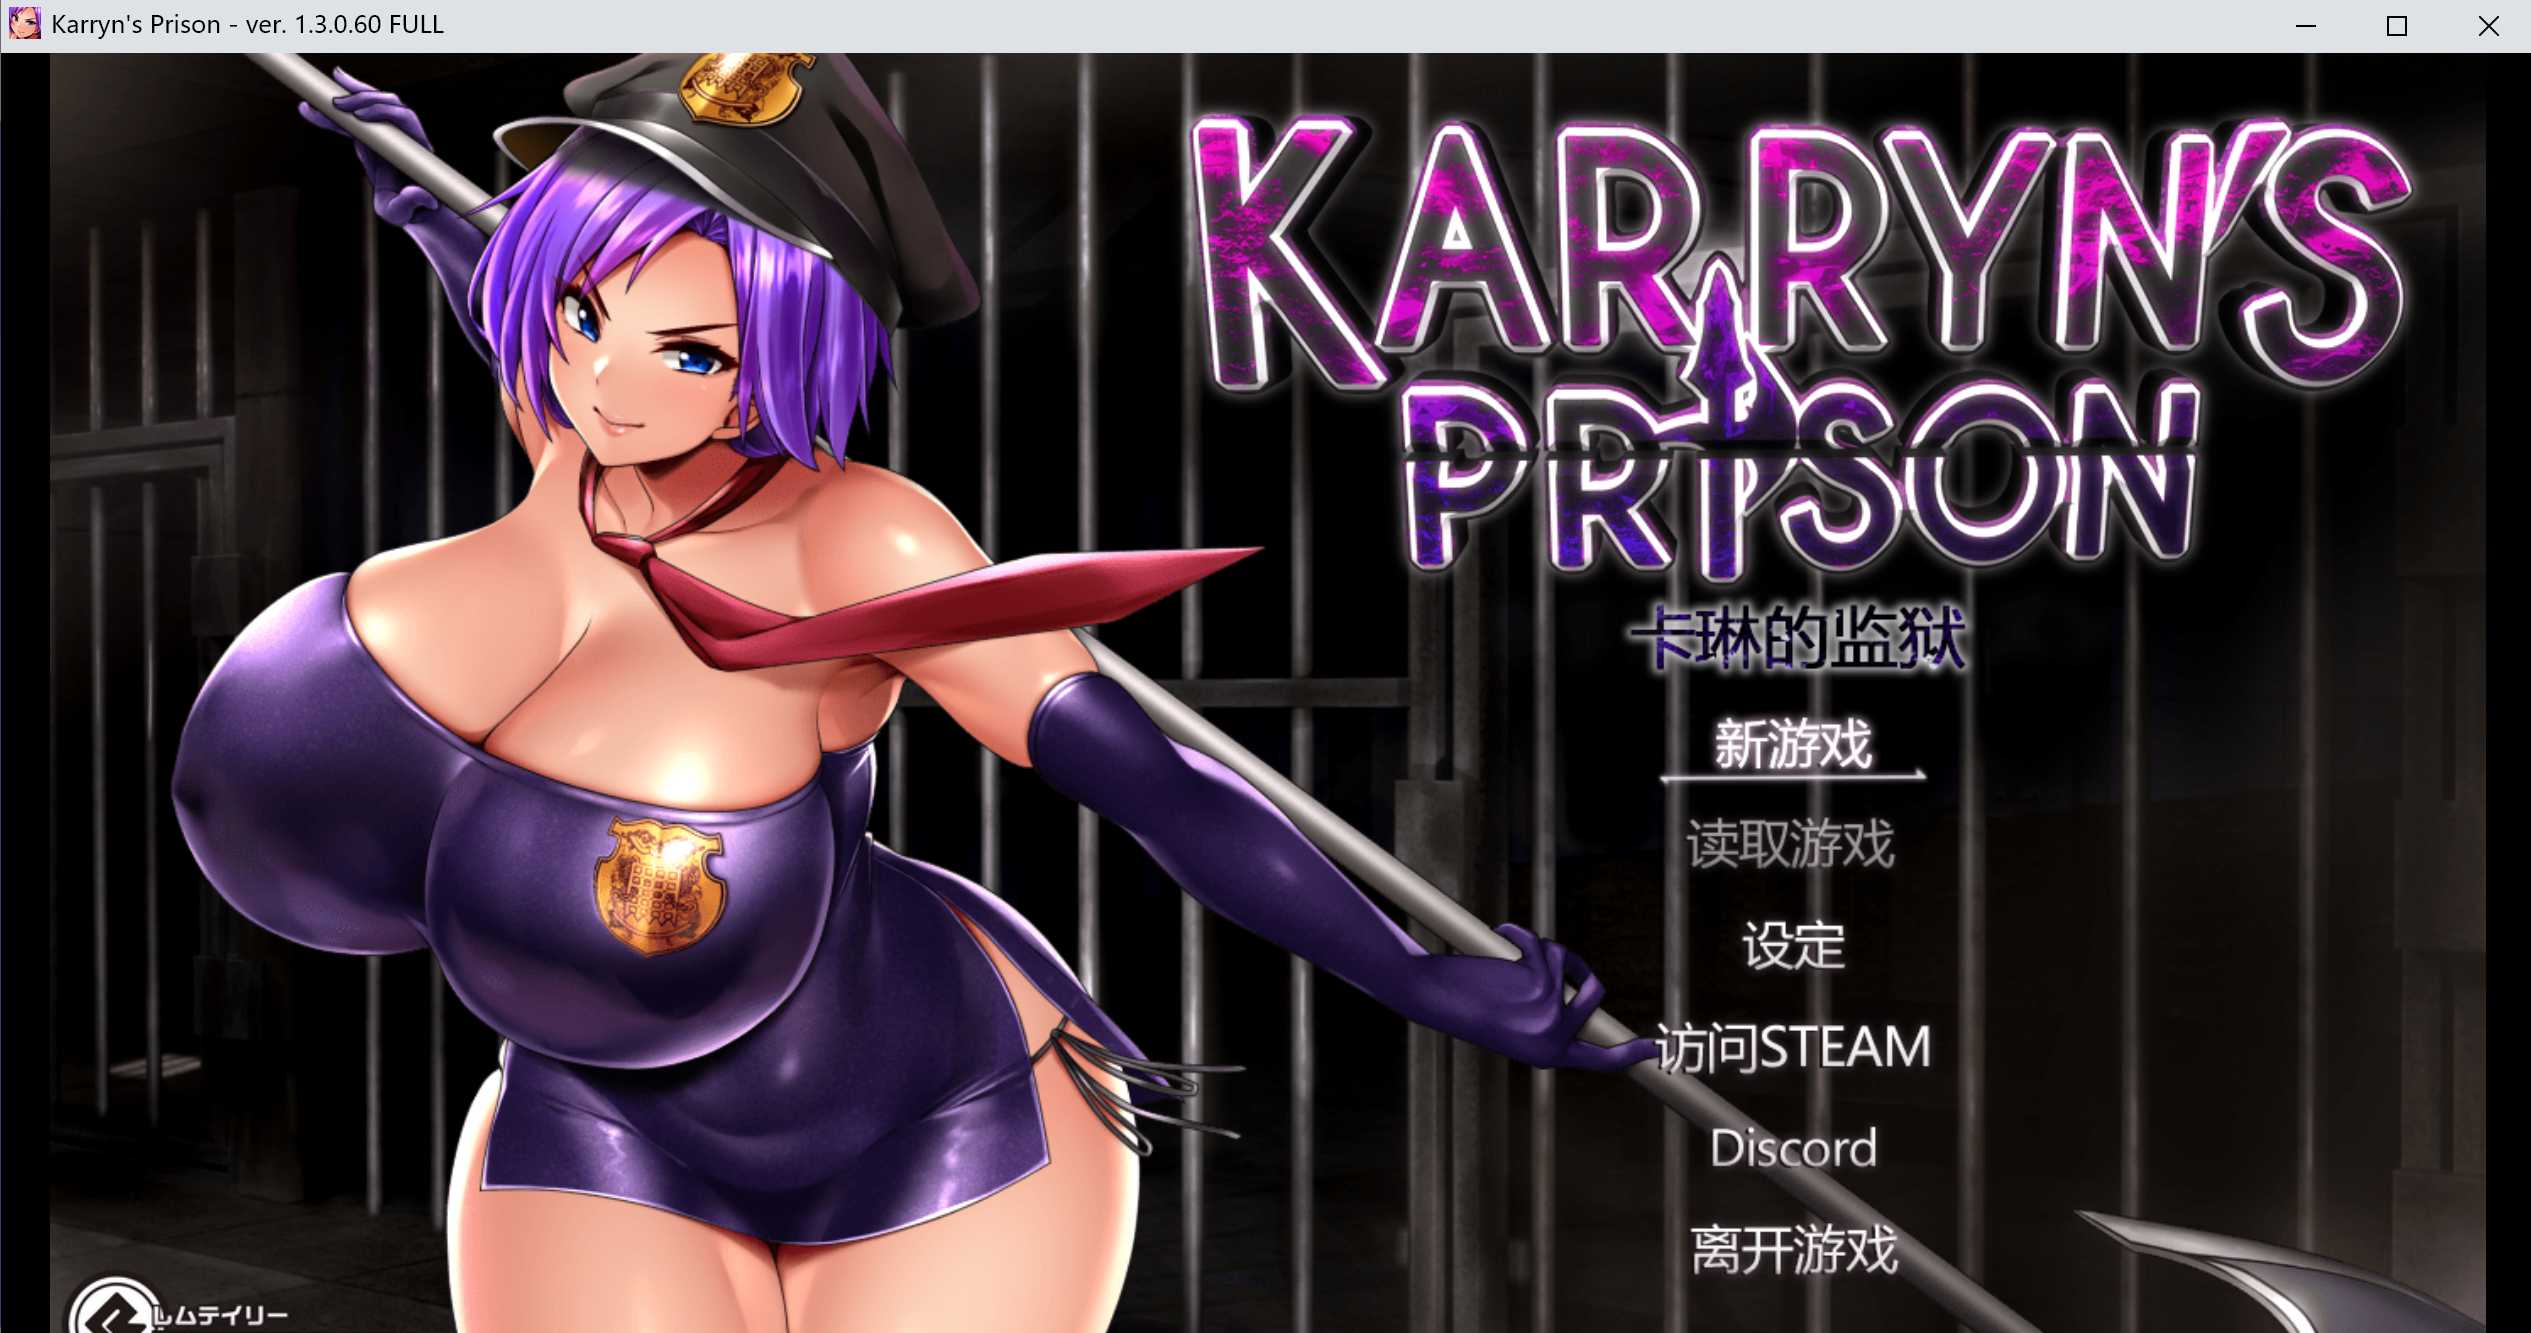 Karryn's Prison - ver. 1.3.0.60 FULL
KARRYN'S
PRISON
卡琳的监狱
新游戏
读取游戏
设定
访问STEAM
Discord
离开游戏
レムテイリー